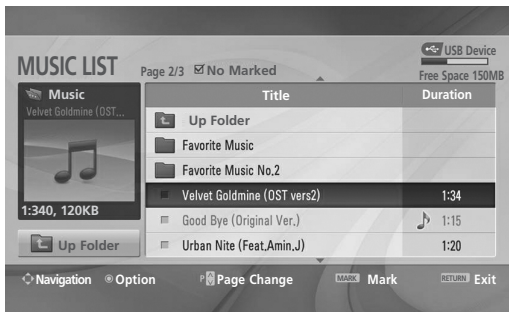 USB Device
MUSIC LIST
Page 2/3
No Marked
Free Space 150MB
Music
Title
Duration
Velvet Goldmine (OST...
Up Folder
Favorite Music
Favorite Music No.2
Velvet Goldmine (OST vers2) 1:34
1:340, 120KB
Good Bye (Original Ver.) 1:15
Up Folder
Urban Nite (Feat.Amin.J) 1:20
Navigation
Option
P Page Change
MARK Mark
RETURN Exit